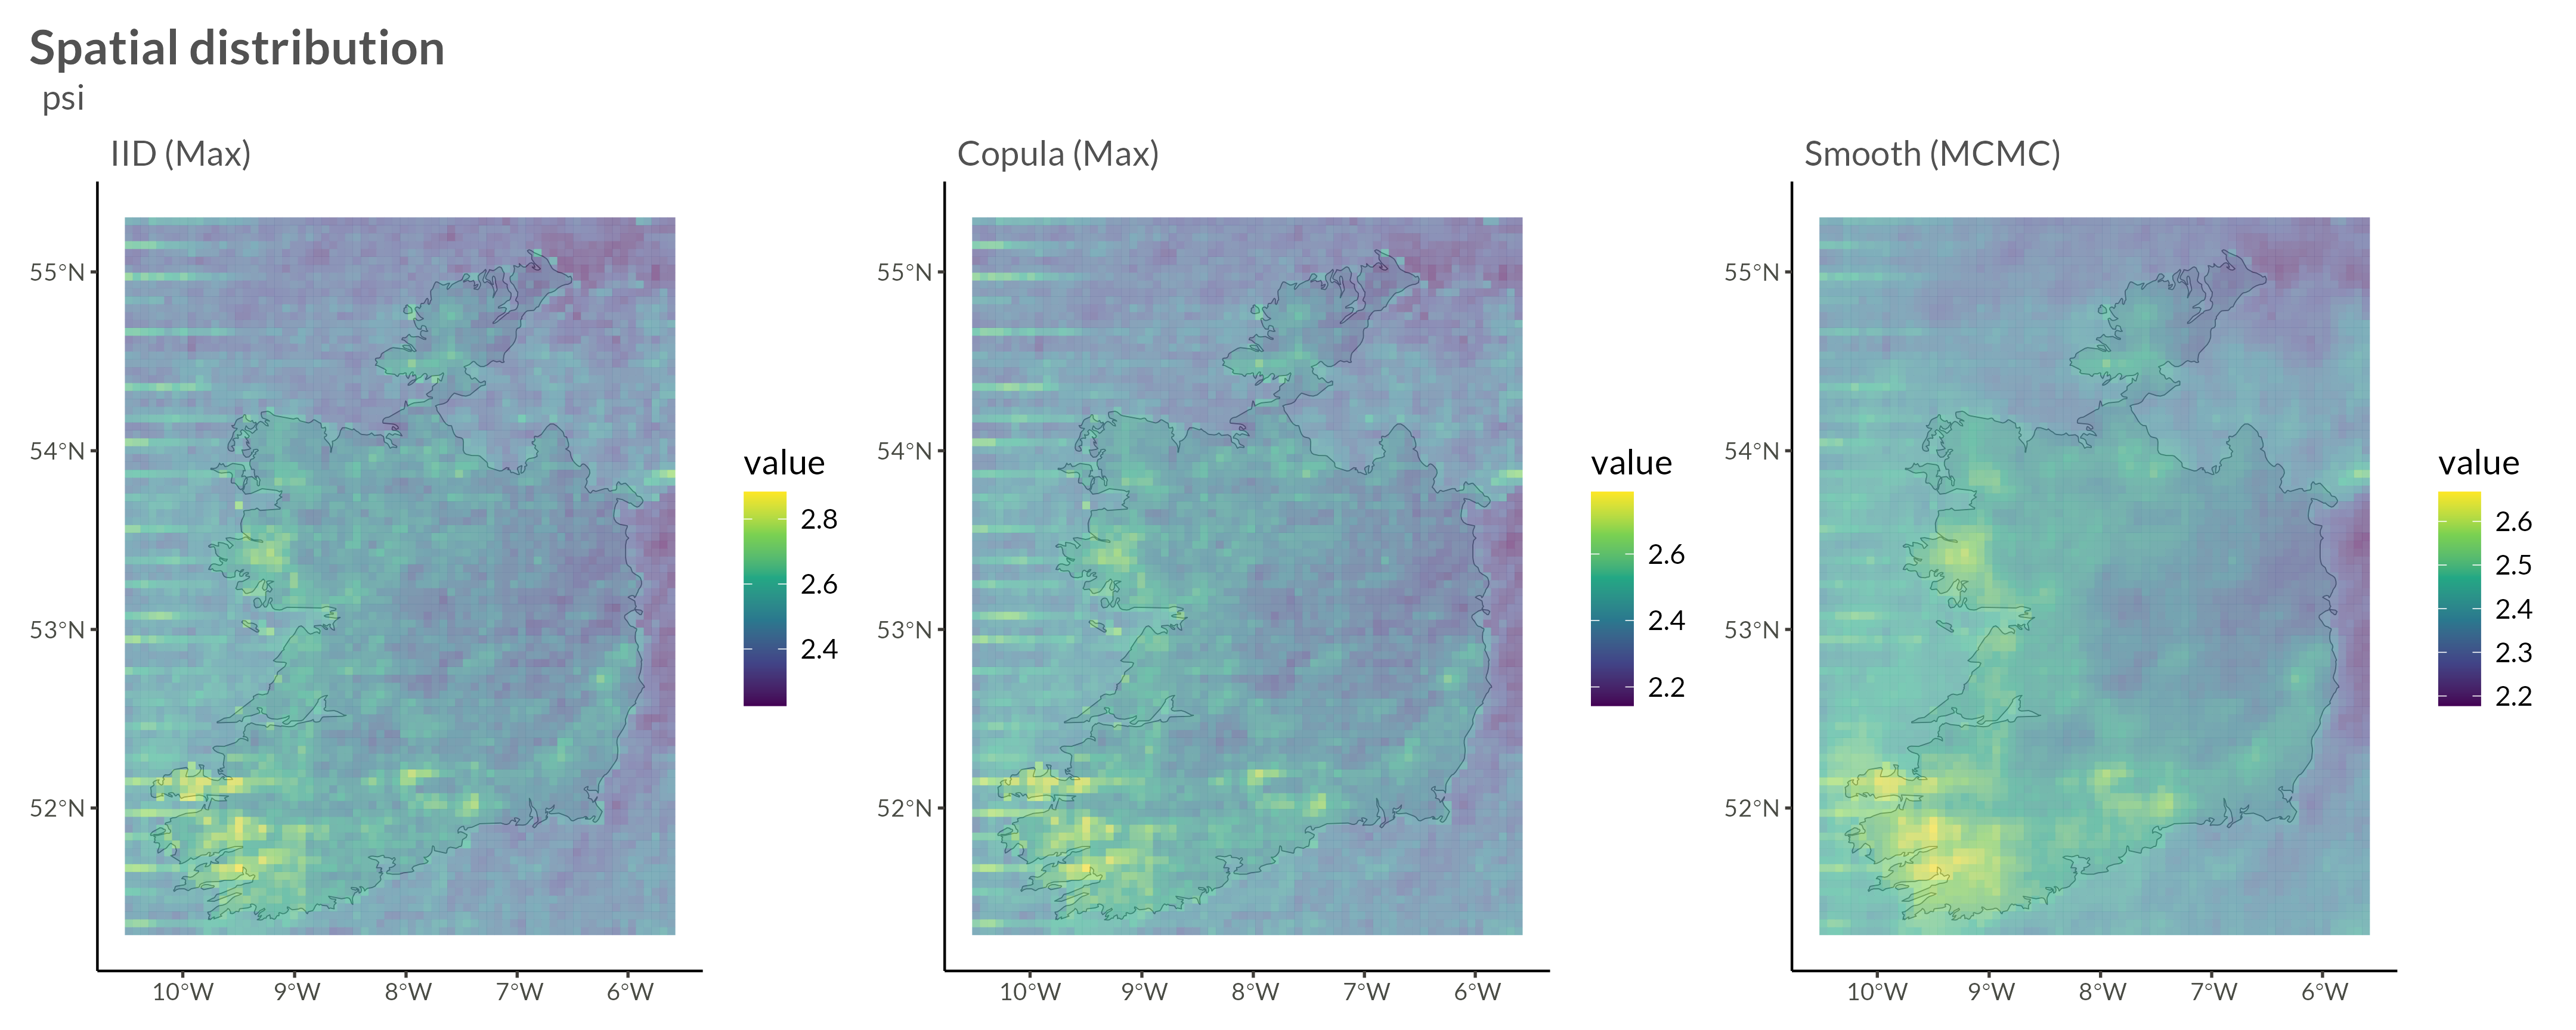 Spatial distribution
psi
IID (Max)
55°N
54°N
53°N
52°N
10°W 9°W 8°W 7°W 6°W
value
2.8
2.6
2.4
Copula (Max)
55°N
54°N
53°N
52°N
10°W 9°W 8°W 7°W 6°W
value
2.6
2.4
2.2
Smooth (MCMC)
55°N
54°N
53°N
52°N
10°W 9°W 8°W 7°W 6°W
value
2.6
2.5
2.4
2.3
2.2